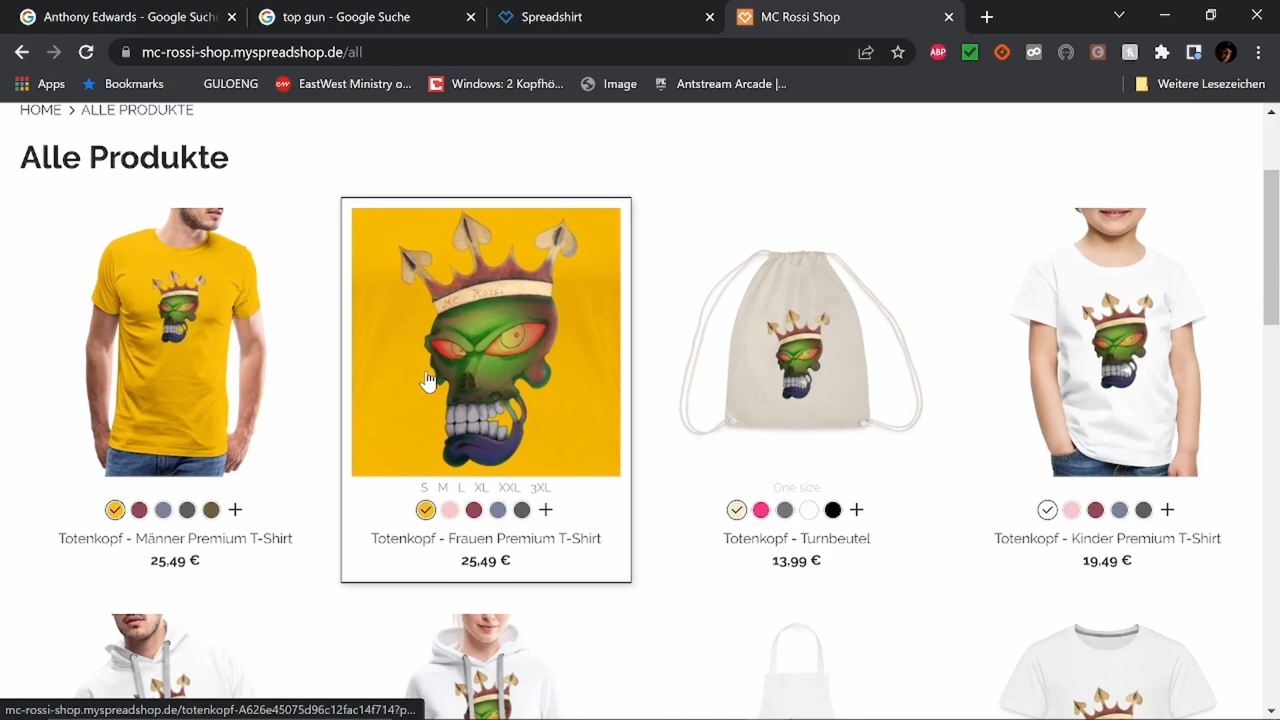 Anthony Edwards - Google Suche
top gun - Google Suche
Spreadshirt
MC Rossi Shop
mc-rossi-shop.myspreadshop.de/all
Apps
Bookmarks
GULOENG
EastWest Ministry o...
Windows: 2 Kopfhö...
Image
Antstream Arcade |...
Weitere Lesezeichen
HOME > ALLE PRODUKTE
Alle Produkte
MC Rossi
S M L XL XXL 3XL
One size
Totenkopf - Männer Premium T-Shirt
25,49 €
Totenkopf - Frauen Premium T-Shirt
25,49 €
Totenkopf - Turnbeutel
13,99 €
Totenkopf - Kinder Premium T-Shirt
19,49 €
mc-rossi-shop.myspreadshop.de/totenkopf-A626e45075d96c12fac14f714?p...